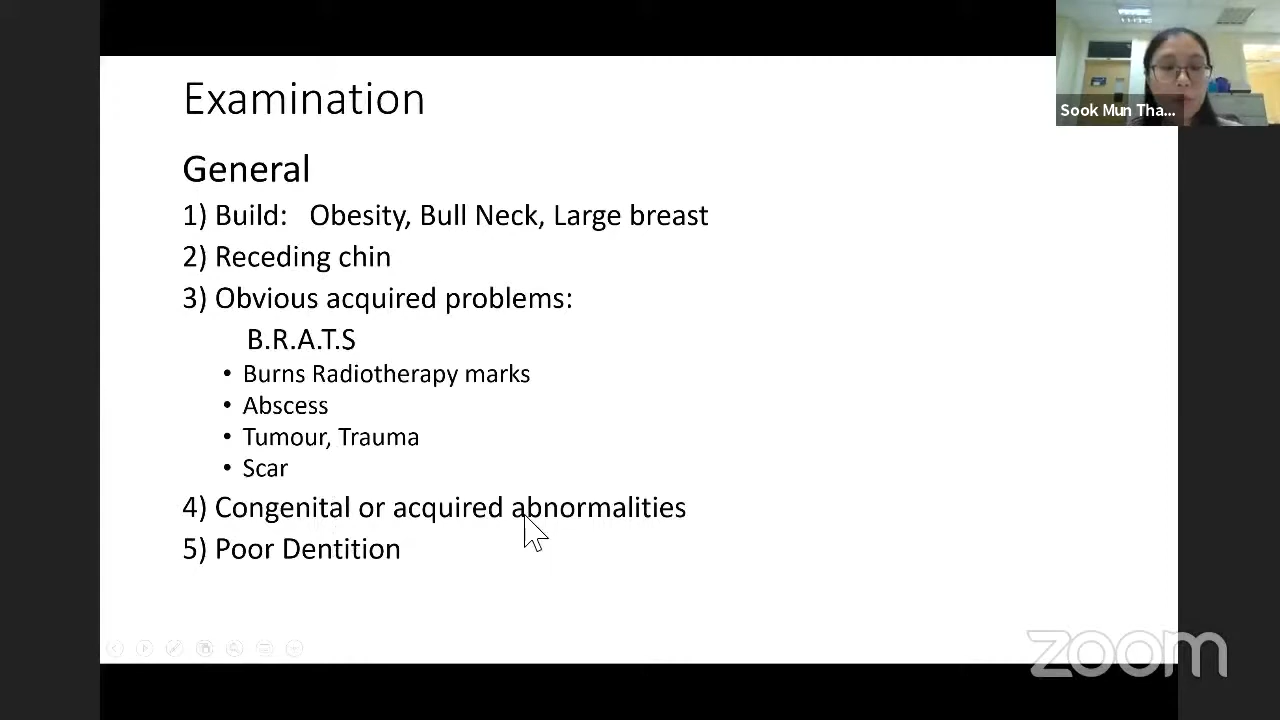 Examination
Sook Mun Tha...
General
1) Build: Obesity, Bull Neck, Large breast
2) Receding chin
3) Obvious acquired problems:
B.R.A.T.S
• Burns Radiotherapy marks
• Abscess
• Tumour, Trauma
• Scar
4) Congenital or acquired abnormalities
5) Poor Dentition
zoom